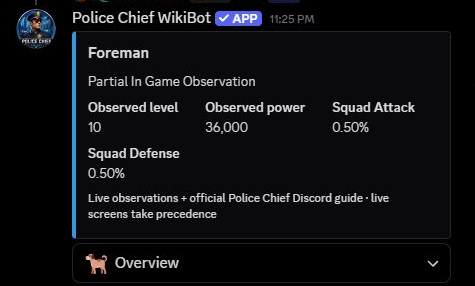 Police Chief WikiBot ✓ APP 11:25 PM
POLICE CHIEF
Foreman
Partial In Game Observation
Observed level Observed power Squad Attack
10 36,000 0.50%
Squad Defense
0.50%
Live observations + official Police Chief Discord guide · live
screens take precedence
Overview